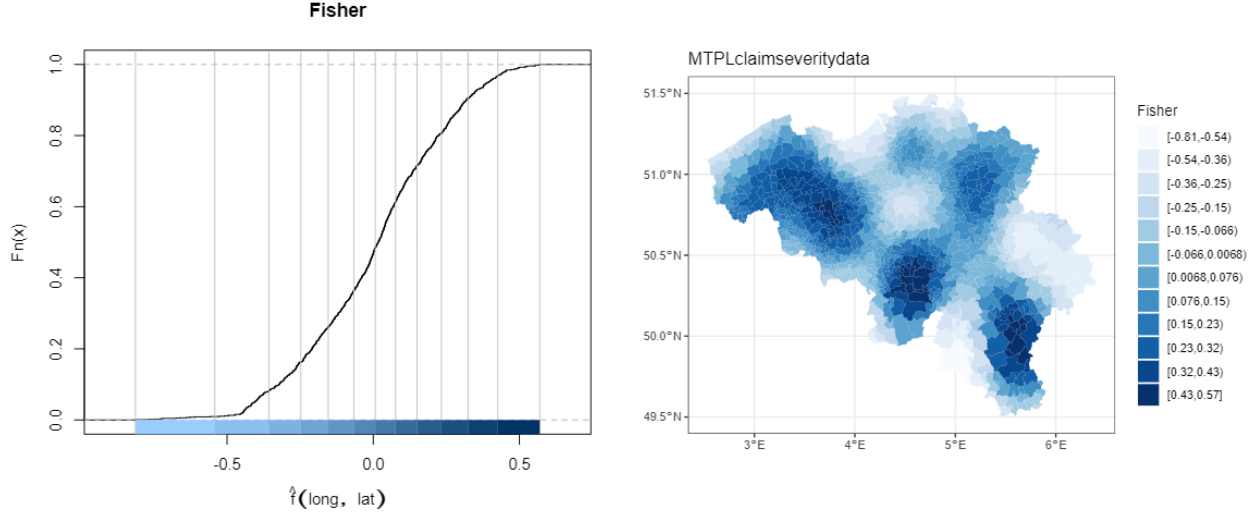 Fisher
Fn(x)
1.0
0.8
0.6
0.4
0.2
0.0
-0.5
0.0
0.5
f̂(long, lat)
MTPLclaimseveritydata
51.5°N
51.0°N
50.5°N
50.0°N
49.5°N
3°E
4°E
5°E
6°E
Fisher
[-0.81,-0.54)
[-0.54,-0.36)
[-0.36,-0.25)
[-0.25,-0.15)
[-0.15,-0.066)
[-0.066,0.0068)
[0.0068,0.076)
[0.076,0.15)
[0.15,0.23)
[0.23,0.32)
[0.32,0.43)
[0.43,0.57]